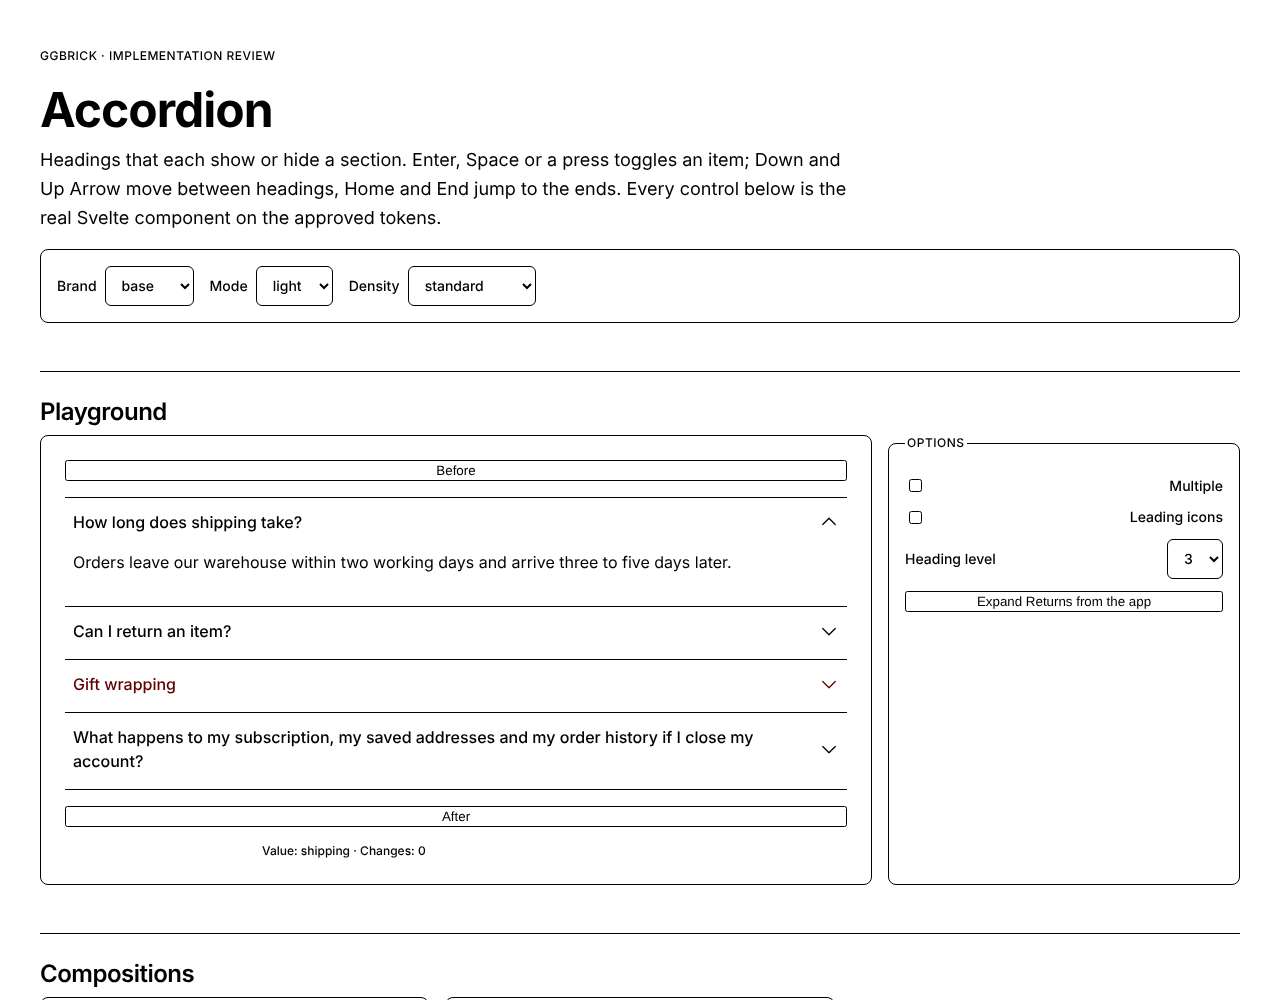 GGBRICK · IMPLEMENTATION REVIEW
Accordion
Headings that each show or hide a section. Enter, Space or a press toggles an item; Down and
Up Arrow move between headings, Home and End jump to the ends. Every control below is the
real Svelte component on the approved tokens.
Brand base Mode light Density standard
Playground
Before
How long does shipping take?
Orders leave our warehouse within two working days and arrive three to five days later.
Can I return an item?
Gift wrapping
What happens to my subscription, my saved addresses and my order history if I close my
account?
After
Value: shipping · Changes: 0
OPTIONS
Multiple
Leading icons
Heading level 3
Expand Returns from the app
Compositions